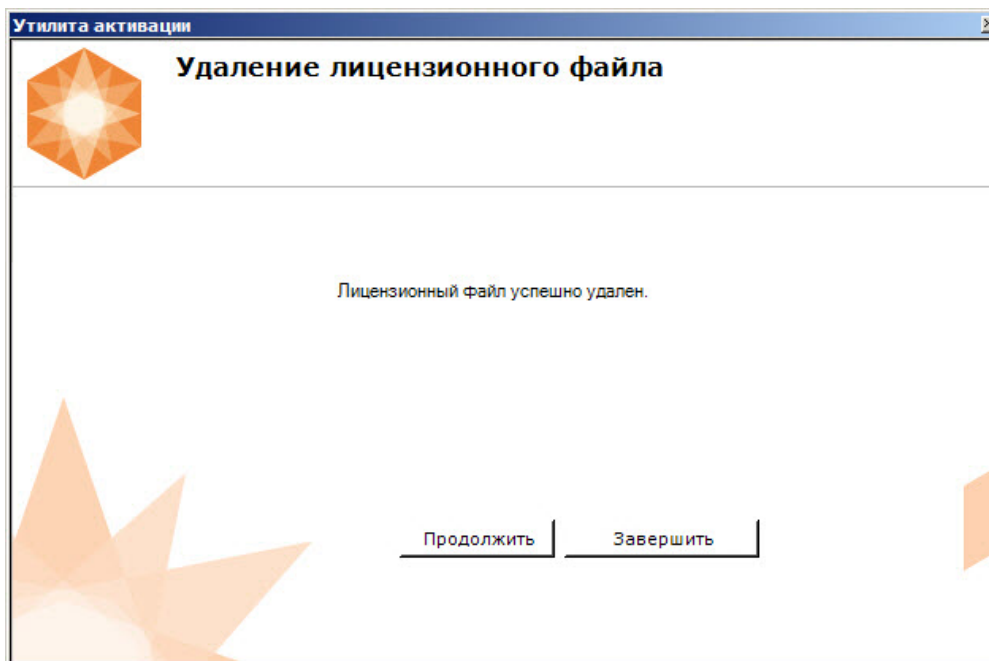 Утилита активации
Удаление лицензионного файла
Лицензионный файл успешно удален.
Продолжить
Завершить